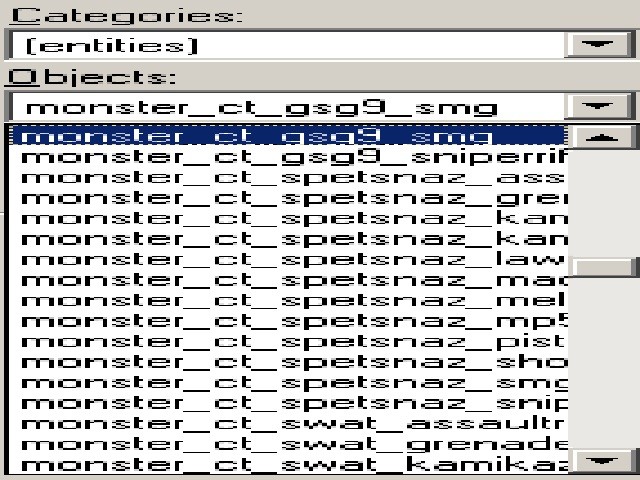 Categories:
[entities]
Objects:
monster_ct_gsg9_smg
monster_ct_gsg9_smg
monster_ct_gsg9_sniperrif
monster_ct_spetsnaz_ass
monster_ct_spetsnaz_gre
monster_ct_spetsnaz_kam
monster_ct_spetsnaz_kam
monster_ct_spetsnaz_law
monster_ct_spetsnaz_mac
monster_ct_spetsnaz_mel
monster_ct_spetsnaz_mp5
monster_ct_spetsnaz_pist
monster_ct_spetsnaz_sho
monster_ct_spetsnaz_smg
monster_ct_spetsnaz_snip
monster_ct_swat_assaultr
monster_ct_swat_grenade
monster_ct_swat_kamikaz